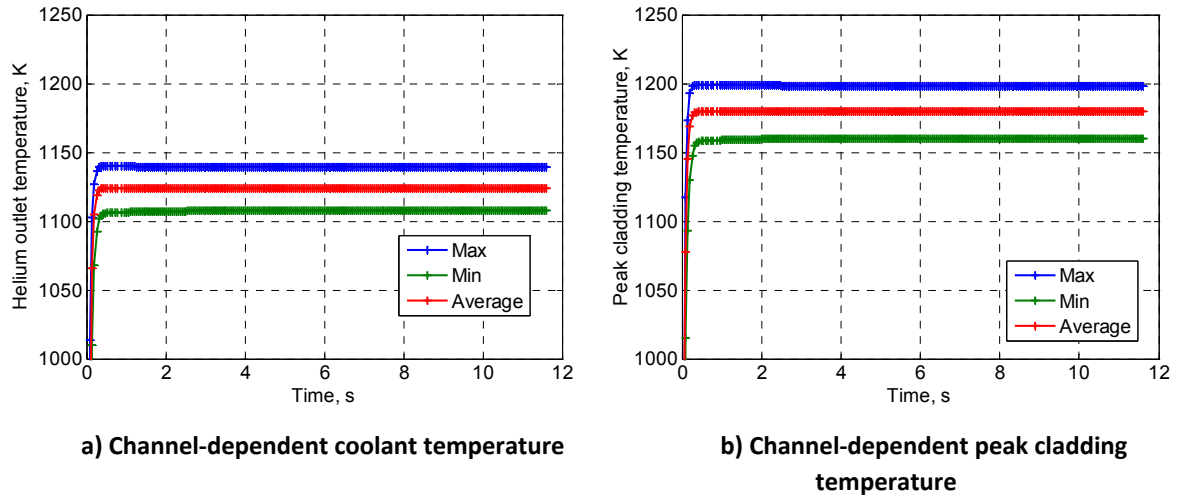 1250
1200
1150
1100
1050
1000
Helium outlet temperature, K
0 2 4 6 8 10 12
Time, s
Max
Min
Average
a) Channel-dependent coolant temperature
1250
1200
1150
1100
1050
1000
Peak cladding temperature, K
0 2 4 6 8 10 12
Time, s
Max
Min
Average
b) Channel-dependent peak cladding
temperature